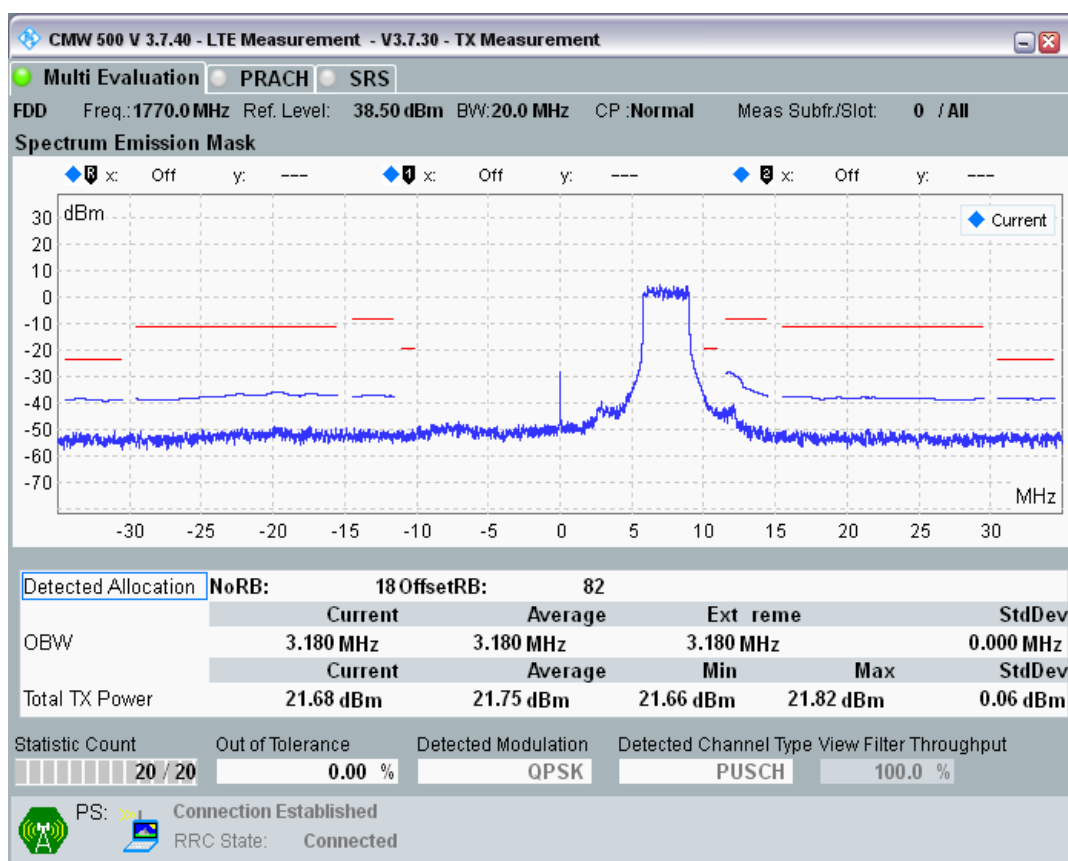 CMW 500 V 3.7.40 - LTE Measurement - V3.7.30 - TX Measurement
Multi Evaluation PRACH SRS
FDD Freq.: 1770.0 MHz Ref. Level: 38.50 dBm BW: 20.0 MHz CP : Normal Meas Subfr./Slot: 0 / All
Spectrum Emission Mask
R x: Off y: --- 1 x: Off y: --- 2 x: Off y: ---
dBm
Current
30
20
10
0
-10
-20
-30
-40
-50
-60
-70
MHz
-30 -25 -20 -15 -10 -5 0 5 10 15 20 25 30
Detected Allocation NoRB: 18 OffsetRB: 82
Current Average Ext reme StdDev
OBW 3.180 MHz 3.180 MHz 3.180 MHz 0.000 MHz
Current Average Min Max StdDev
Total TX Power 21.68 dBm 21.75 dBm 21.66 dBm 21.82 dBm 0.06 dBm
Statistic Count Out of Tolerance Detected Modulation Detected Channel Type View Filter Throughput
20 / 20 0.00 % QPSK PUSCH 100.0 %
PS: Connection Established
RRC State: Connected